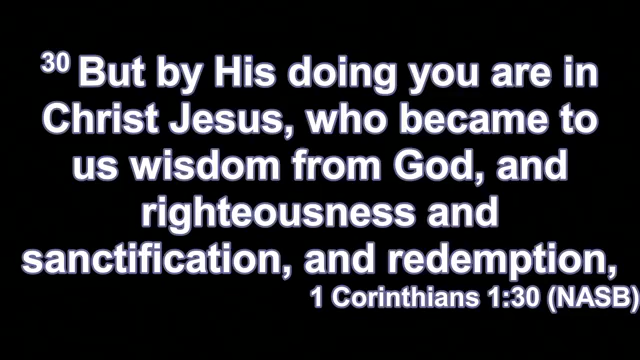 30 But by His doing you are in
Christ Jesus, who became to
us wisdom from God, and
righteousness and
sanctification, and redemption,
1 Corinthians 1:30 (NASB)